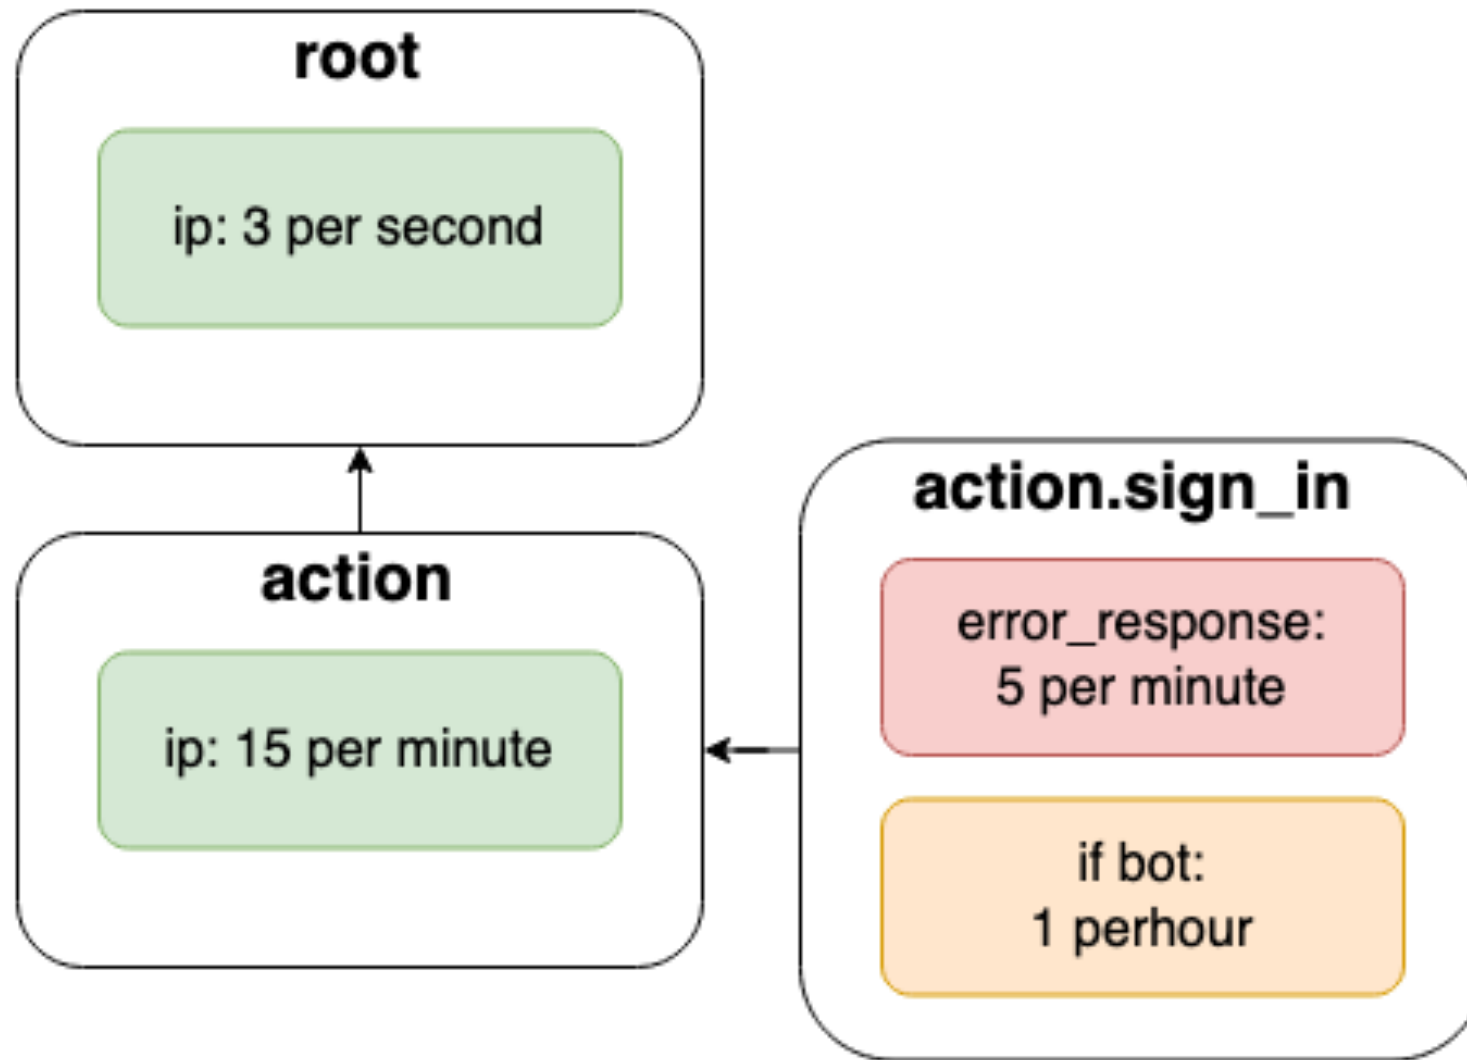 root
ip: 3 per second
action
ip: 15 per minute
action.sign_in
error_response:
5 per minute
if bot:
1 perhour